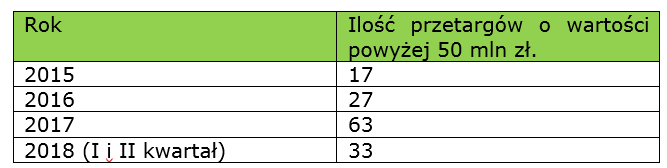 Rok
Ilość przetargów o wartości
powyżej 50 mln zł.
2015 17
2016 27
2017 63
2018 (I i II kwartał) 33